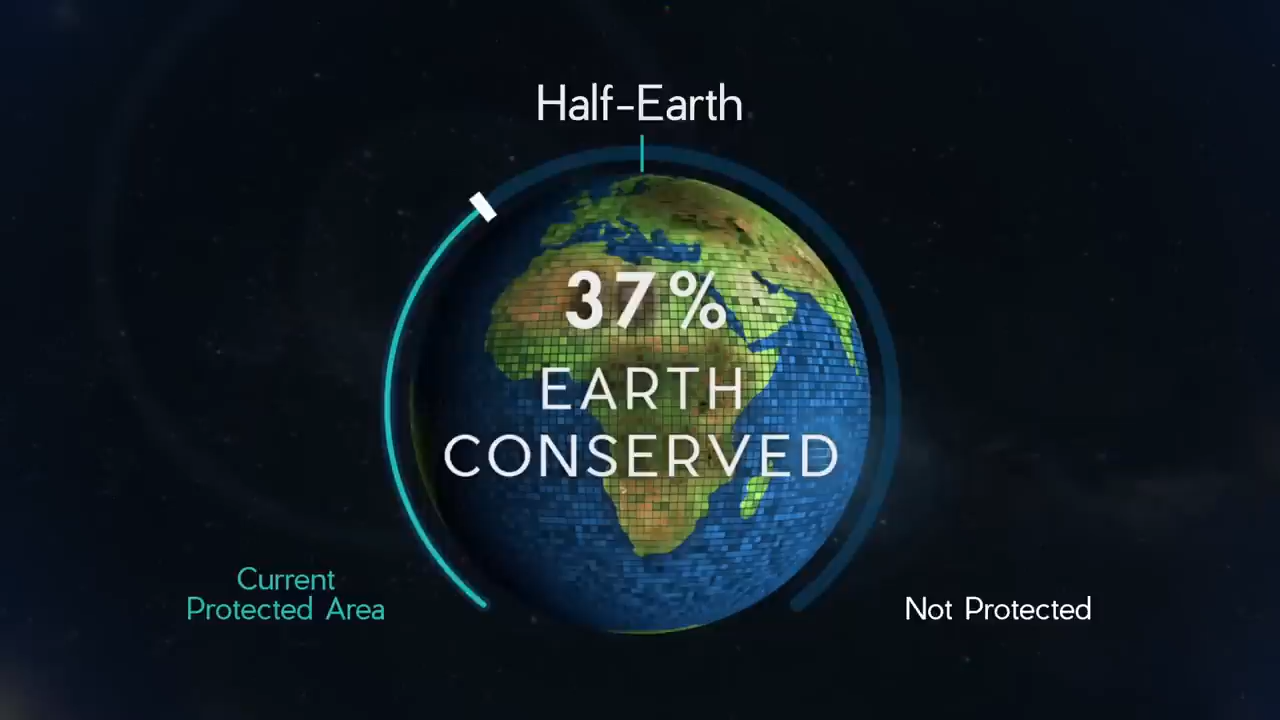 Half-Earth
37%
EARTH
CONSERVED
Current
Protected Area
Not Protected